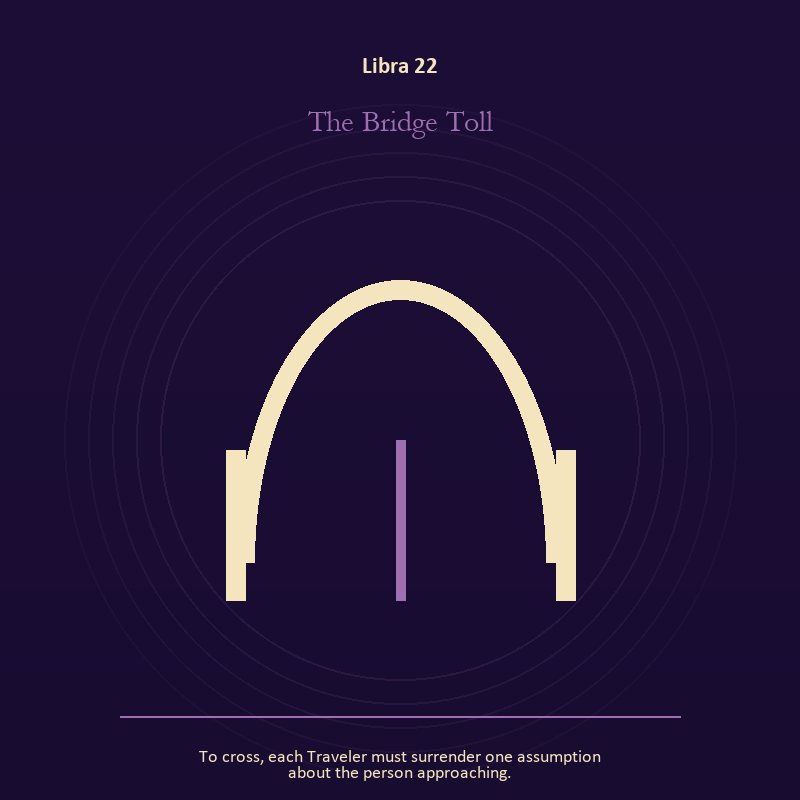 Libra 22
The Bridge Toll
To cross, each Traveler must surrender one assumption
about the person approaching.